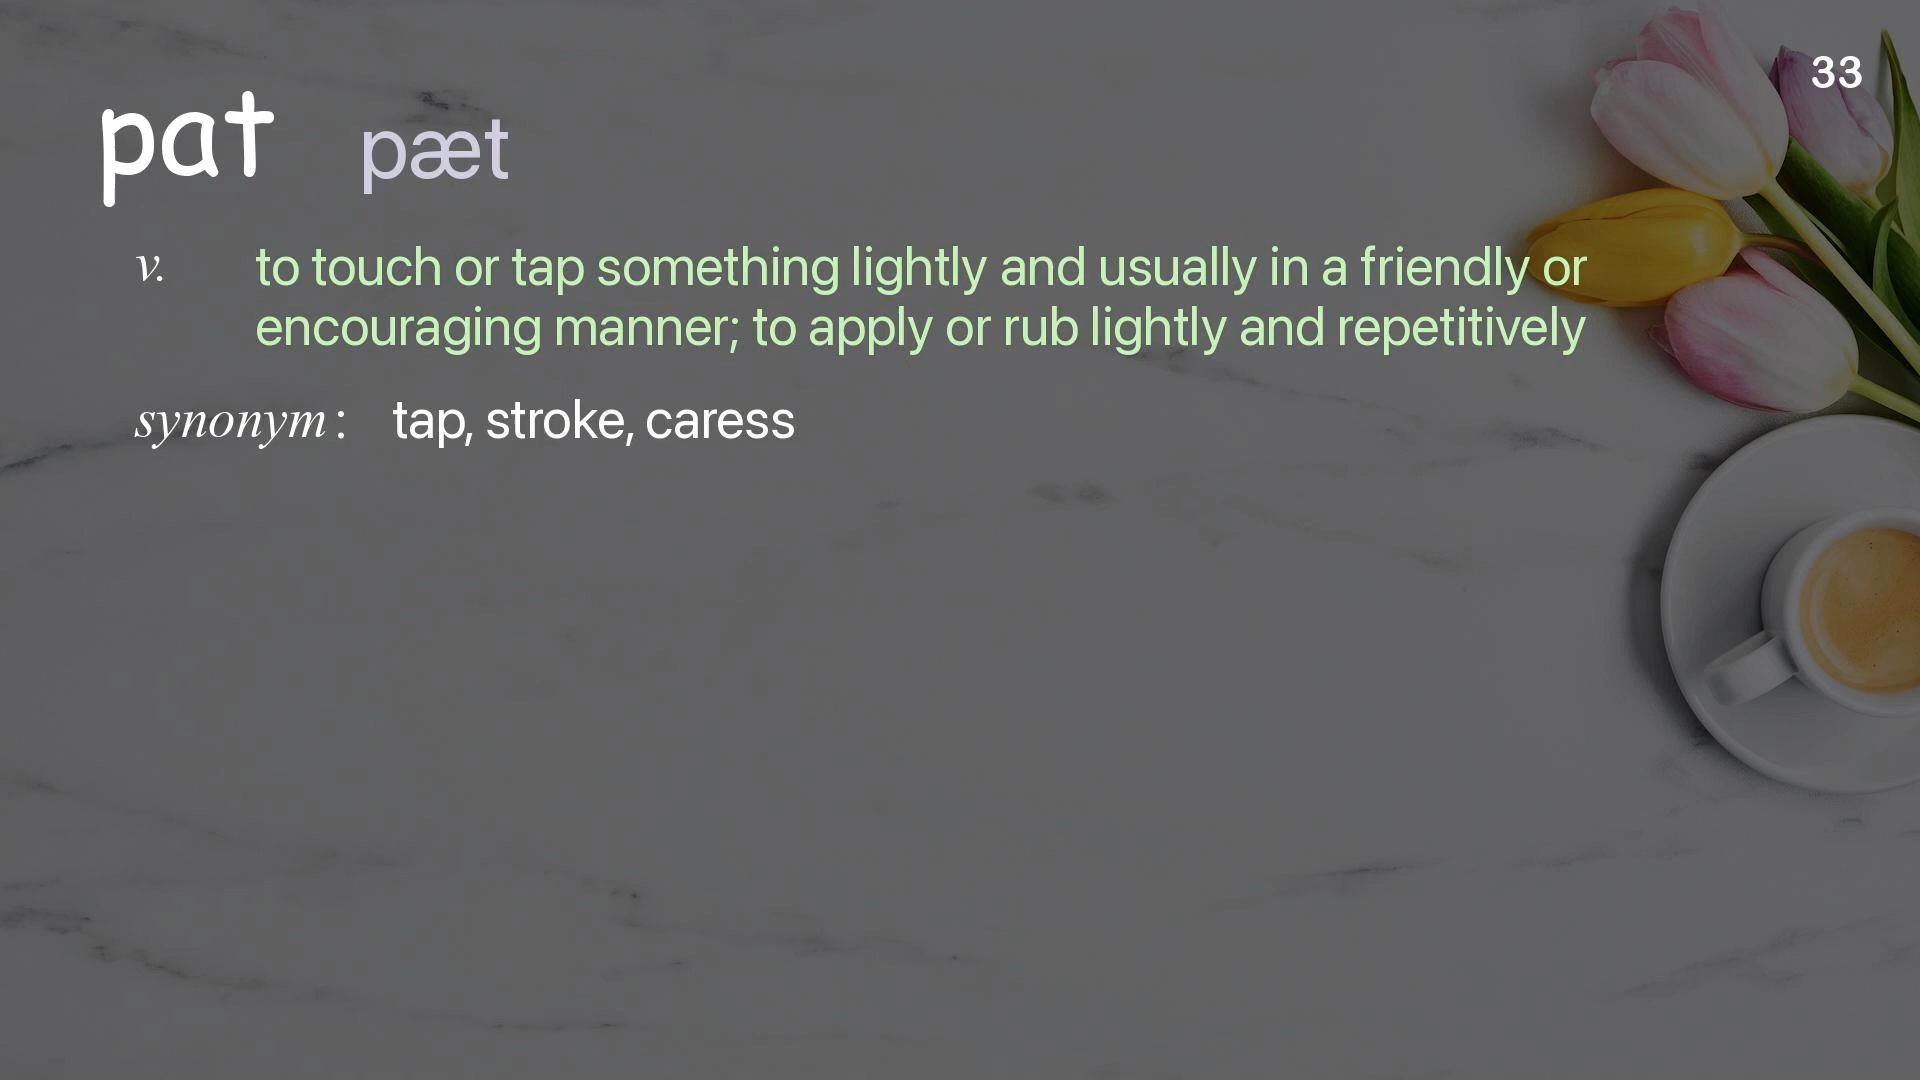 33
pat pæt
v. to touch or tap something lightly and usually in a friendly or
encouraging manner; to apply or rub lightly and repetitively
synonym : tap, stroke, caress